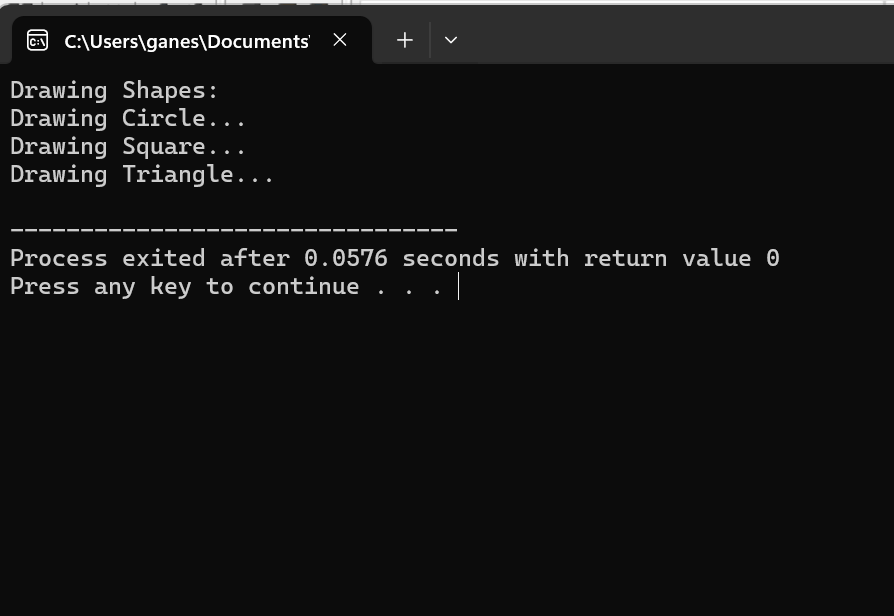 C:\Users\ganes\Documents\
Drawing Shapes:
Drawing Circle...
Drawing Square...
Drawing Triangle...
--------------------------------
Process exited after 0.0576 seconds with return value 0
Press any key to continue . . .